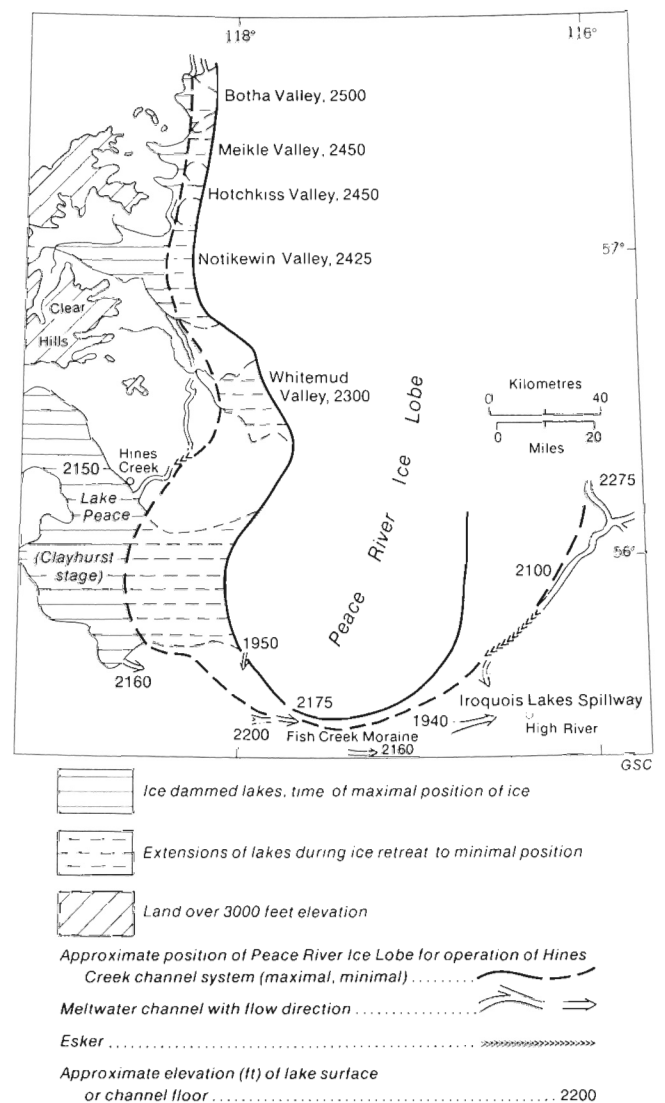 118°
116°
Botha Valley, 2500
Meikle Valley, 2450
Hotchkiss Valley, 2450
57°
Notikewin Valley, 2425
Clear
Hills
Whitemud
Valley, 2300
Kilometres
0 40
0 20
Miles
Peace River Ice Lobe
Hines
Creek
2150
Lake
Peace
2275
(Clayhurst
stage)
56°
2100
1950
2160
2175
Iroquois Lakes Spillway
2200
1940
High River
Fish Creek Moraine
2160
GSC
Ice dammed lakes, time of maximal position of ice
Extensions of lakes during ice retreat to minimal position
Land over 3000 feet elevation
Approximate position of Peace River Ice Lobe for operation of Hines
Creek channel system (maximal, minimal) ........
Meltwater channel with flow direction ................
Esker ....................................................
Approximate elevation (ft) of lake surface
or channel floor ............................................ 2200